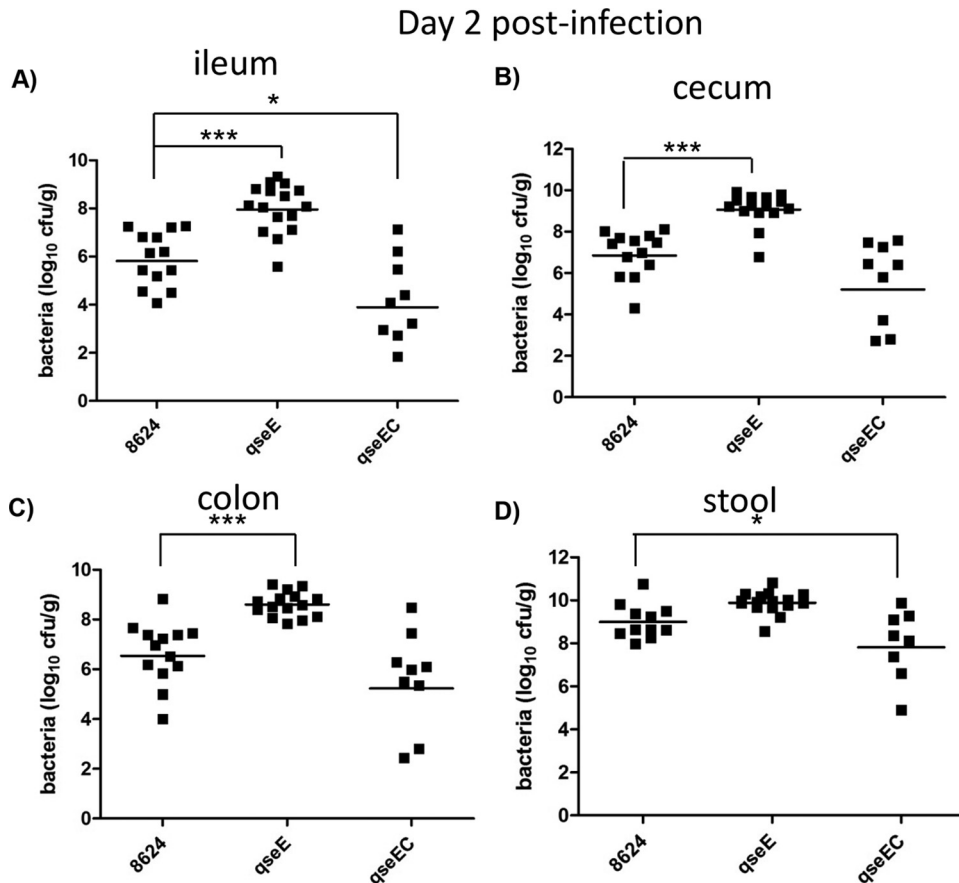 Day 2 post-infection
A)
ileum
*
***
bacteria (log10 cfu/g)
10
8
6
4
2
0
8624
qseE
qseEC
B)
cecum
***
bacteria (log10 cfu/g)
12
10
8
6
4
2
0
8624
qseE
qseEC
C)
colon
***
bacteria (log10 cfu/g)
10
8
6
4
2
0
8624
qseE
qseEC
D)
stool
*
bacteria (log10 cfu/g)
12
10
8
6
4
2
0
8624
qseE
qseEC